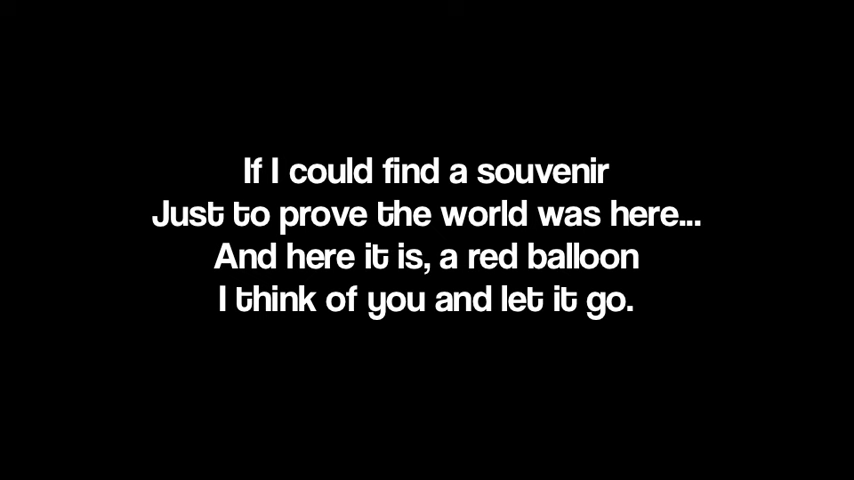 If I could find a souvenir
Just to prove the world was here...
And here it is, a red balloon
I think of you and let it go.